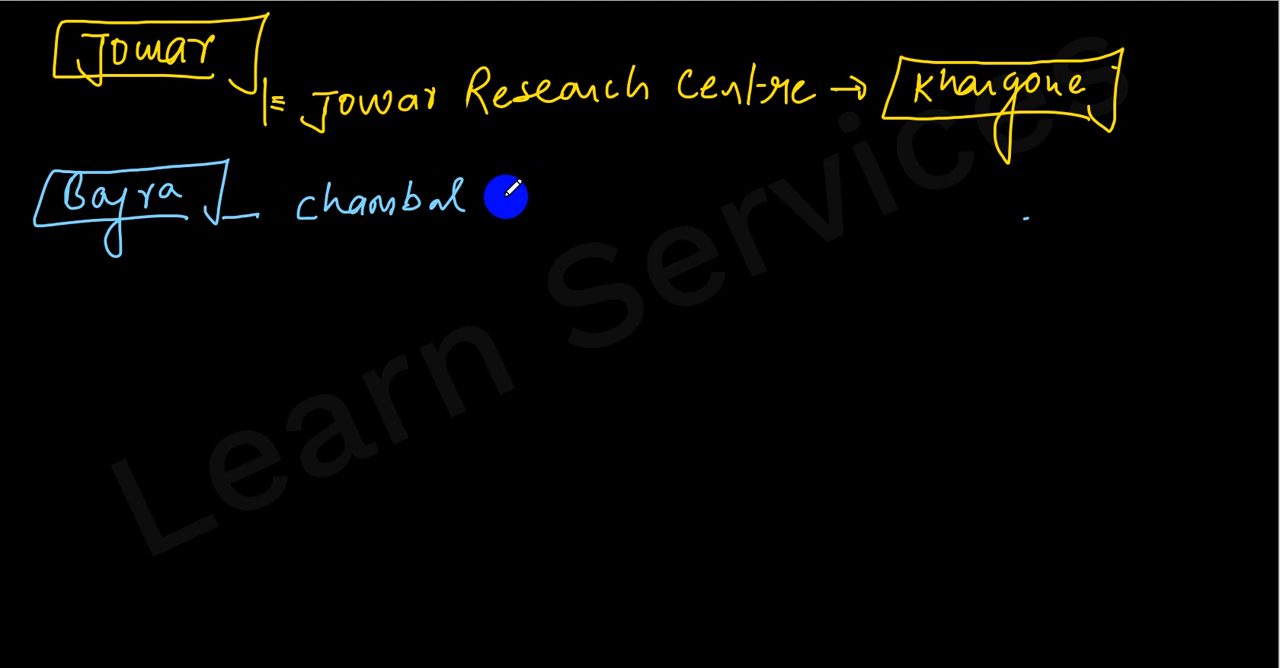 Jowar
= Jowar Research Centre → Khargone
Bajra
chambal
Learn Services